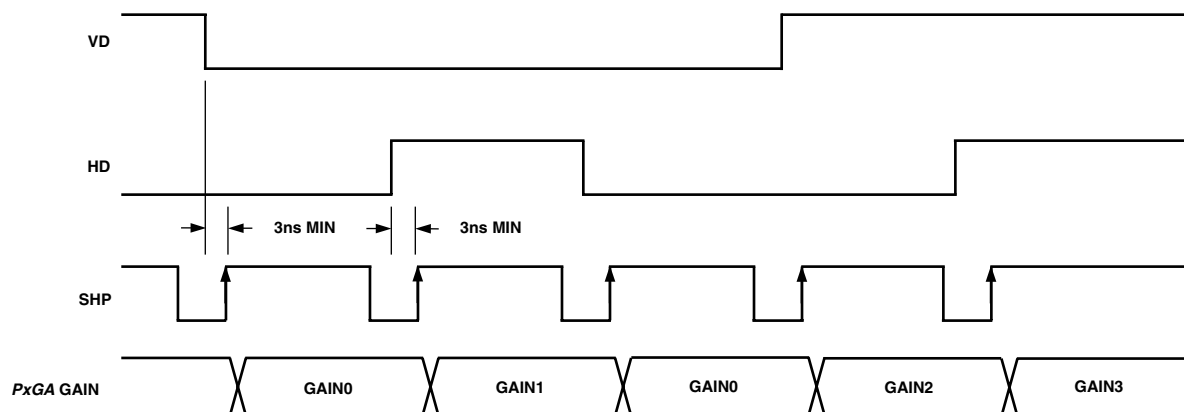 VD
HD
3ns MIN 3ns MIN
SHP
PxGA GAIN GAIN0 GAIN1 GAIN0 GAIN2 GAIN3